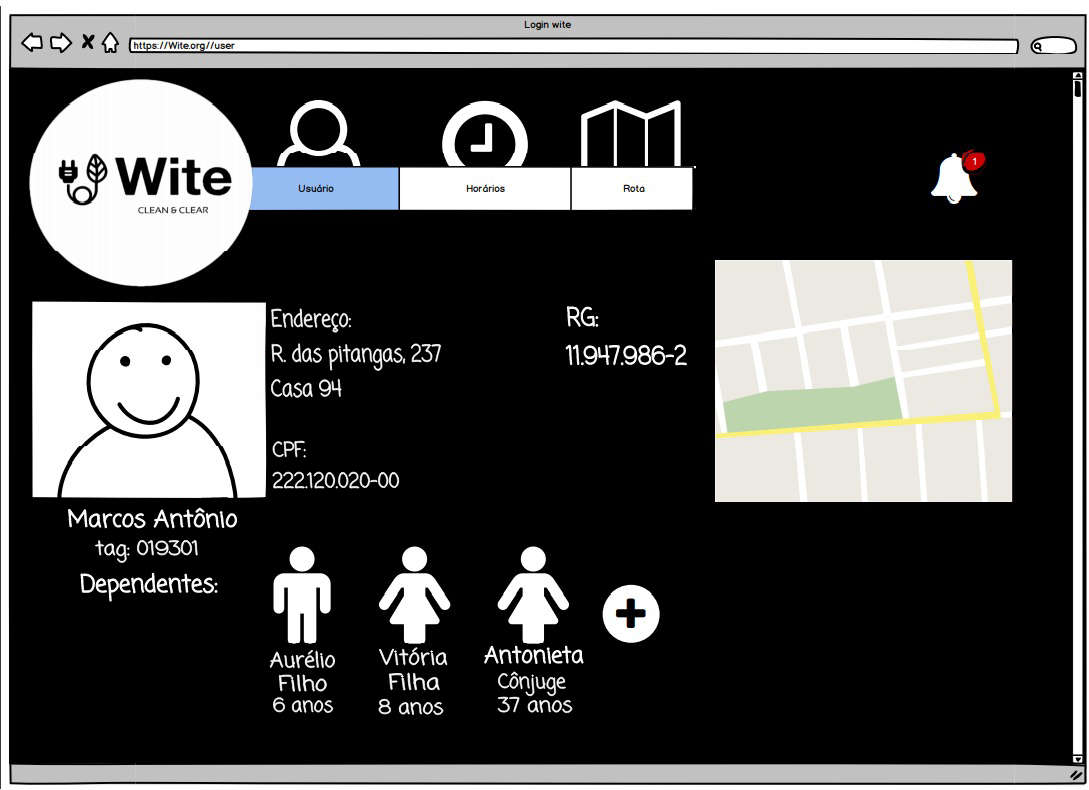 Login wite
https://Wite.org//user
Wite
CLEAN & CLEAR
Usuário
Horários
Rota
1
Endereço:
R. das pitangas, 237
Casa 94
RG:
11.947.986-2
CPF:
222.120.020-00
Marcos Antônio
tag: 019301
Dependentes:
Aurélio
Filho
6 anos
Vitória
Filha
8 anos
Antonieta
Cônjuge
37 anos